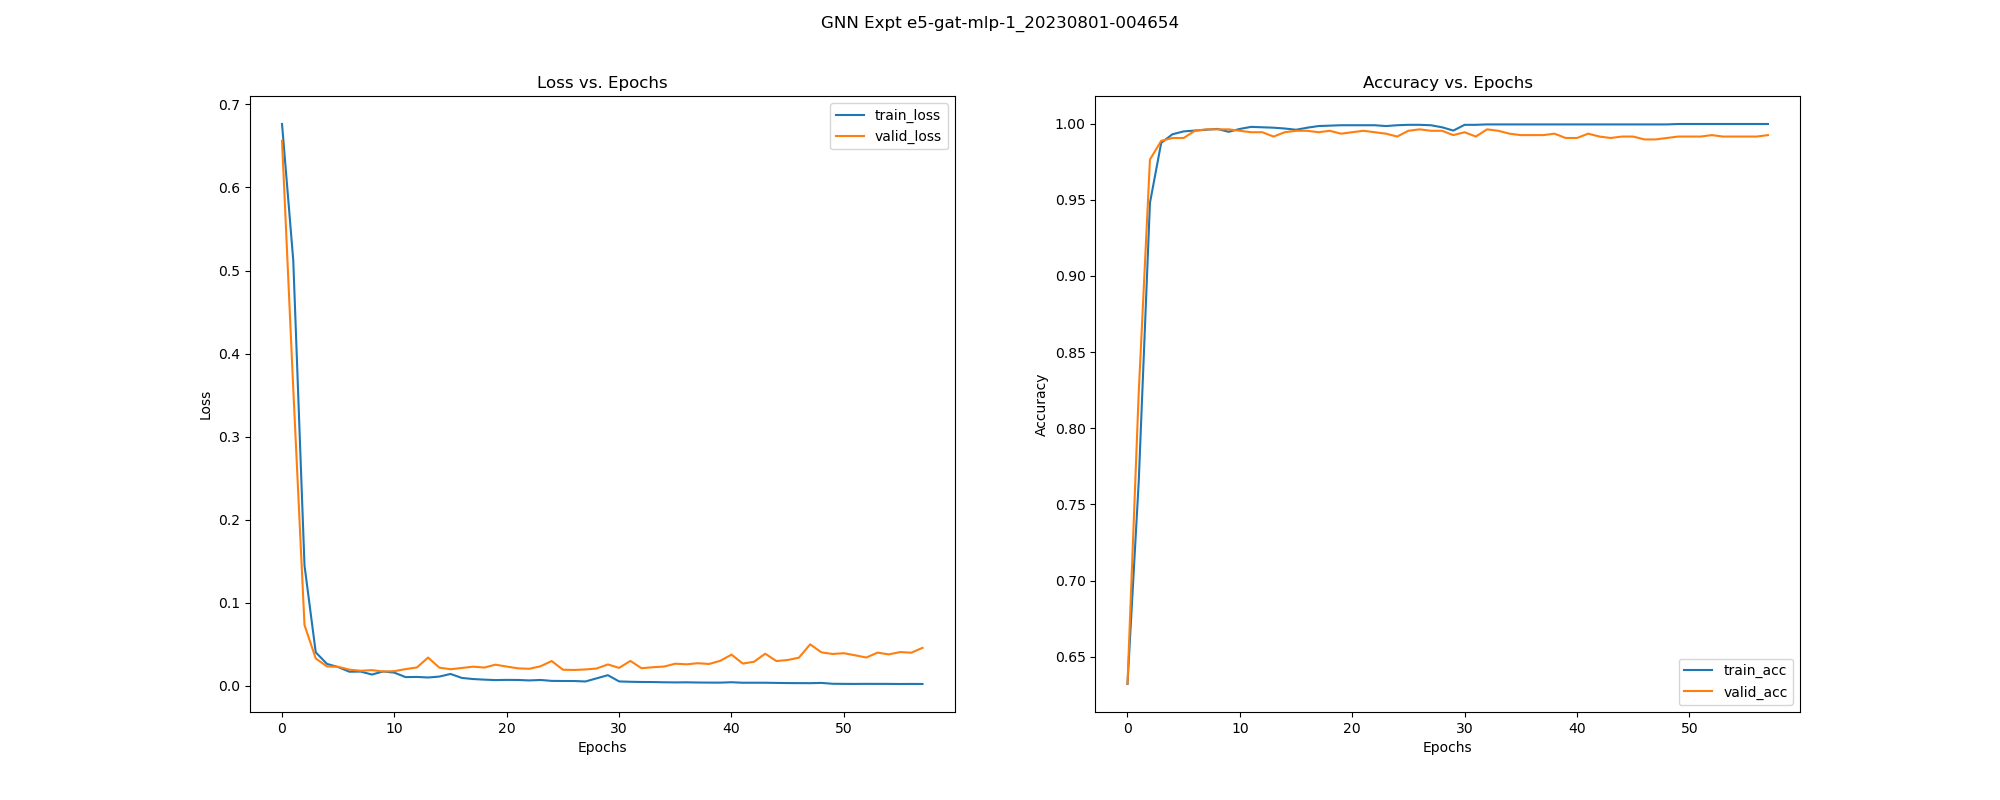 GNN Expt e5-gat-mlp-1_20230801-004654
Loss vs. Epochs
train_loss
valid_loss
0.7
0.6
0.5
0.4
0.3
0.2
0.1
0.0
Loss
0 10 20 30 40 50
Epochs
Accuracy vs. Epochs
1.00
0.95
0.90
0.85
0.80
0.75
0.70
0.65
Accuracy
train_acc
valid_acc
0 10 20 30 40 50
Epochs